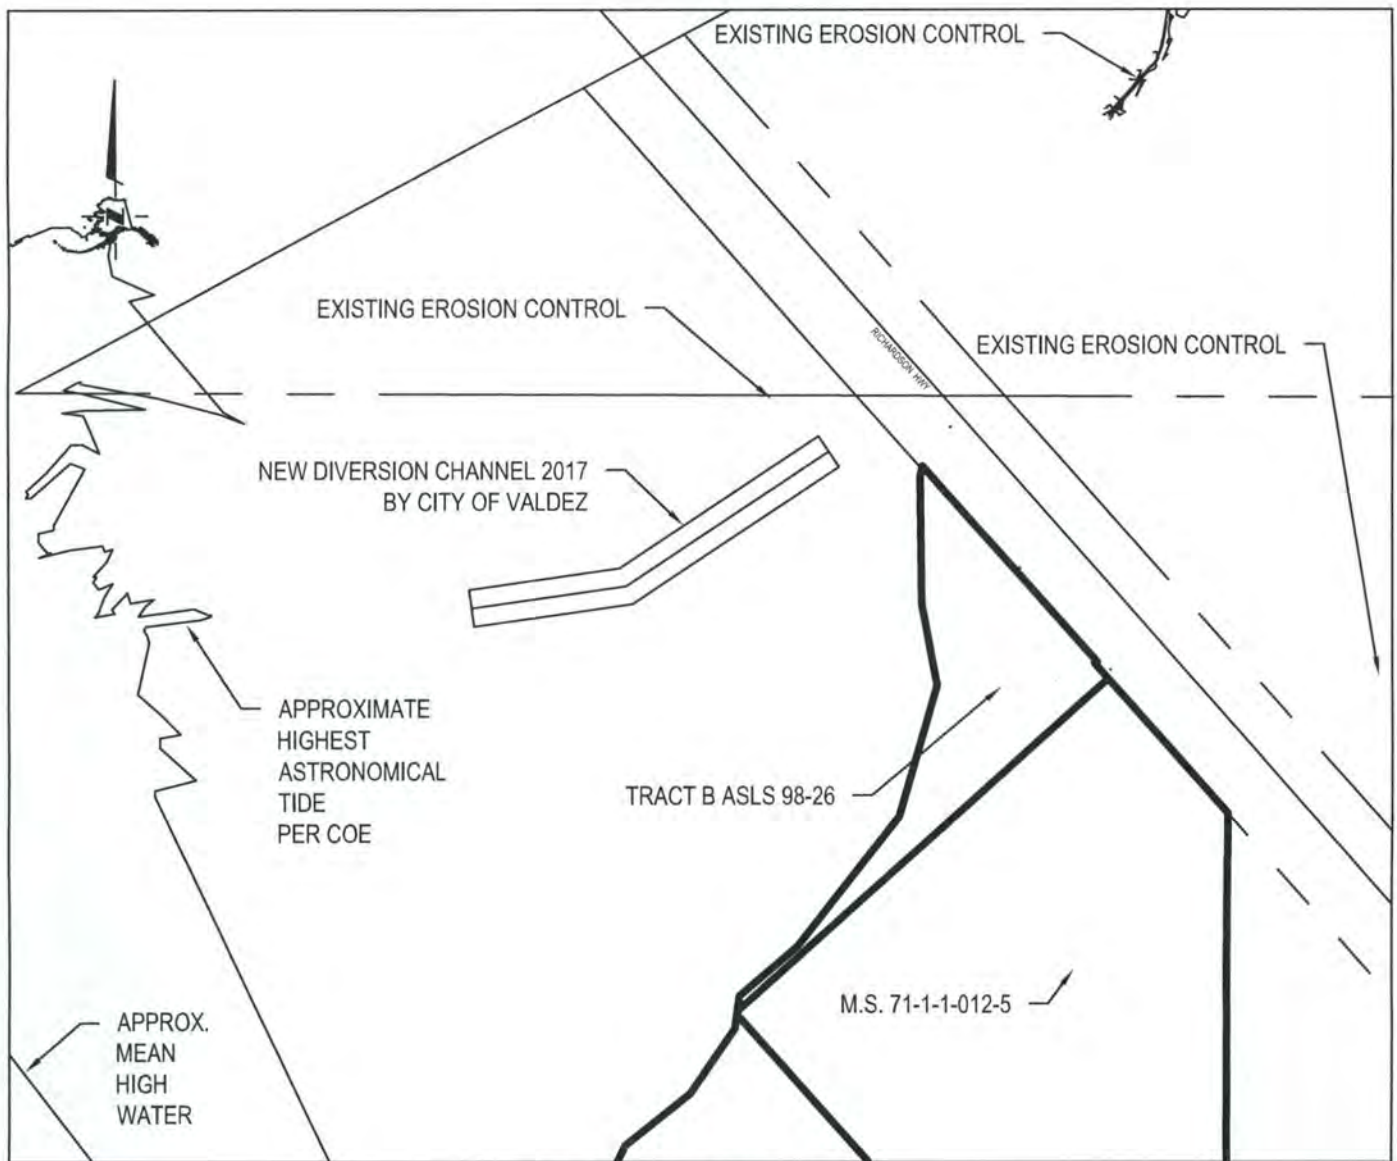 EXISTING EROSION CONTROL
N
EXISTING EROSION CONTROL
RICHARDSON HWY
EXISTING EROSION CONTROL
NEW DIVERSION CHANNEL 2017
BY CITY OF VALDEZ
APPROXIMATE
HIGHEST
ASTRONOMICAL
TIDE
PER COE
TRACT B ASLS 98-26
M.S. 71-1-1-012-5
APPROX.
MEAN
HIGH
WATER